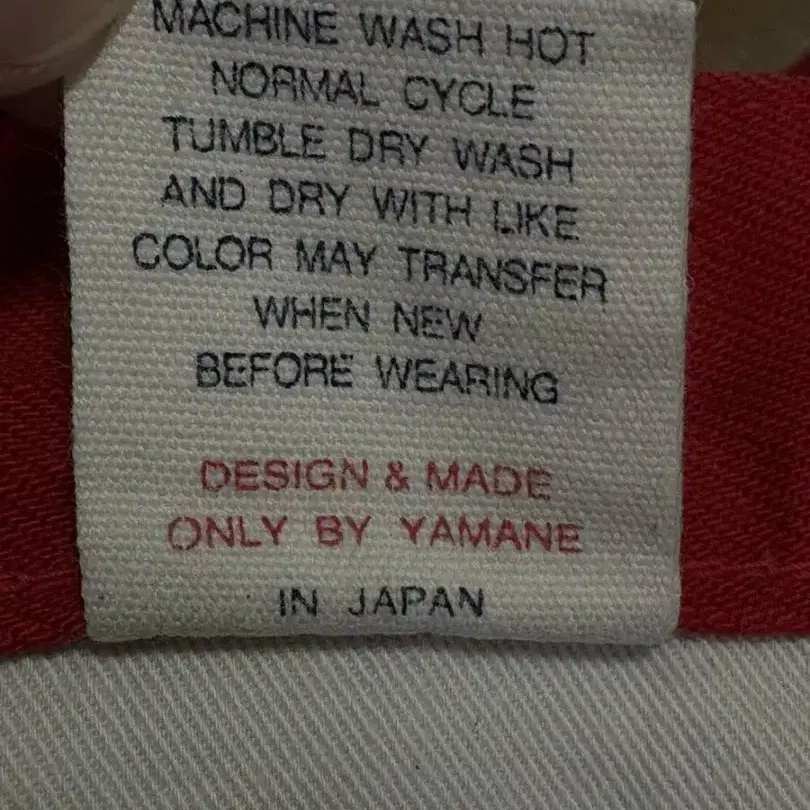 MACHINE WASH HOT
NORMAL CYCLE
TUMBLE DRY WASH
AND DRY WITH LIKE
COLOR MAY TRANSFER
WHEN NEW
BEFORE WEARING
DESIGN & MADE
ONLY BY YAMANE
IN JAPAN